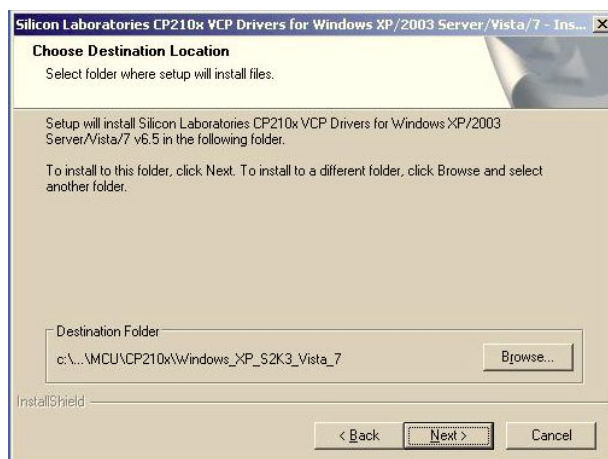 Silicon Laboratories CP210x VCP Drivers for Windows XP/2003 Server/Vista/7 - Ins...
Choose Destination Location
Select folder where setup will install files.
Setup will install Silicon Laboratories CP210x VCP Drivers for Windows XP/2003
Server/Vista/7 v6.5 in the following folder.
To install to this folder, click Next. To install to a different folder, click Browse and select
another folder.
Destination Folder
c:\...\MCU\CP210x\Windows_XP_S2K3_Vista_7
Browse...
InstallShield
< Back
Next >
Cancel